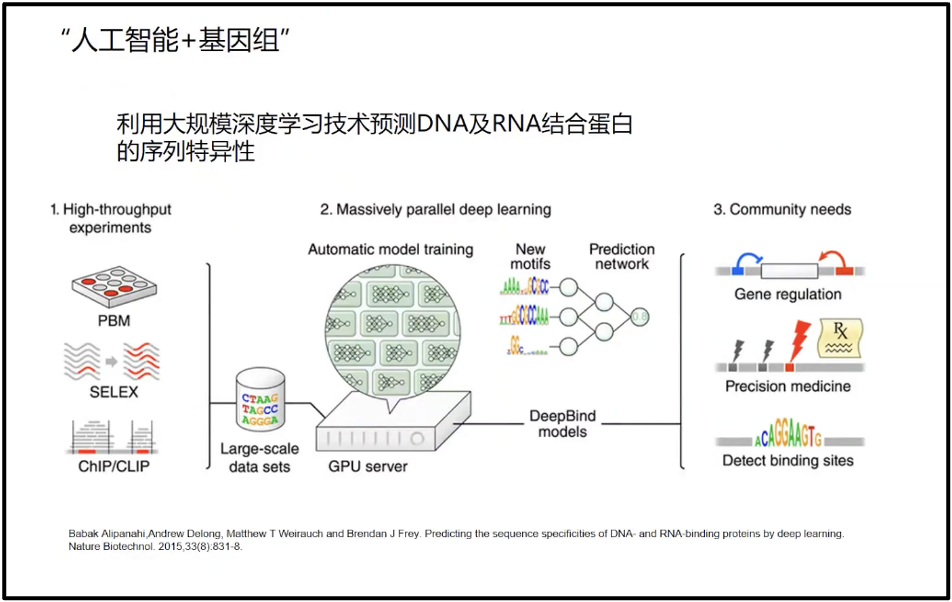 “人工智能+基因组”
利用大规模深度学习技术预测DNA及RNA结合蛋白
的序列特异性
1. High-throughput
experiments
PBM
SELEX
ChIP/CLIP
Large-scale
data sets
CTAAG
TAGCC
AGGGA
2. Massively parallel deep learning
Automatic model training
GPU server
New
motifs
Prediction
network
0.8
DeepBind
models
3. Community needs
Gene regulation
Rx
Precision medicine
ACAGGAAGTG
Detect binding sites
Babak Alipanahi,Andrew Delong, Matthew T Weirauch and Brendan J Frey. Predicting the sequence specificities of DNA- and RNA-binding proteins by deep learning.
Nature Biotechnol. 2015,33(8):831-8.